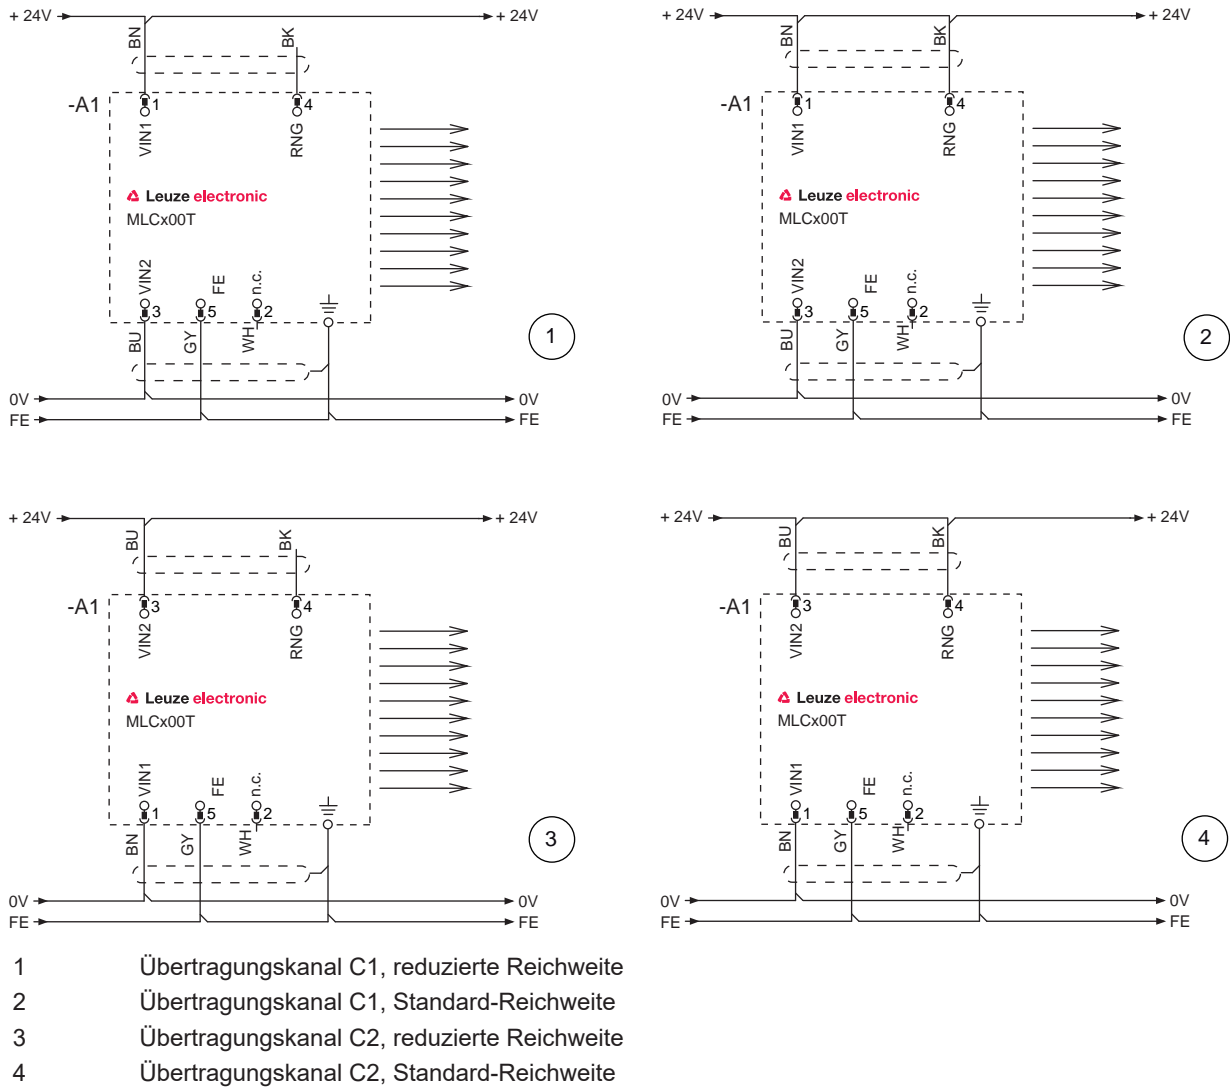 + 24V
+ 24V
BN
BK
-A1
1
4
VIN1
RNG
Leuze electronic
MLCx00T
VIN2
FE
n.c.
3
5
2
BU
GY
WH
1
0V
0V
FE
FE
+ 24V
+ 24V
BN
BK
-A1
1
4
VIN1
RNG
Leuze electronic
MLCx00T
VIN2
FE
n.c.
3
5
2
BU
GY
WH
2
0V
0V
FE
FE
+ 24V
+ 24V
BU
BK
-A1
3
4
VIN2
RNG
Leuze electronic
MLCx00T
VIN1
FE
n.c.
1
5
2
BN
GY
WH
3
0V
0V
FE
FE
+ 24V
+ 24V
BU
BK
-A1
3
4
VIN2
RNG
Leuze electronic
MLCx00T
VIN1
FE
n.c.
1
5
2
BN
GY
WH
4
0V
0V
FE
FE
1 Übertragungskanal C1, reduzierte Reichweite
2 Übertragungskanal C1, Standard-Reichweite
3 Übertragungskanal C2, reduzierte Reichweite
4 Übertragungskanal C2, Standard-Reichweite